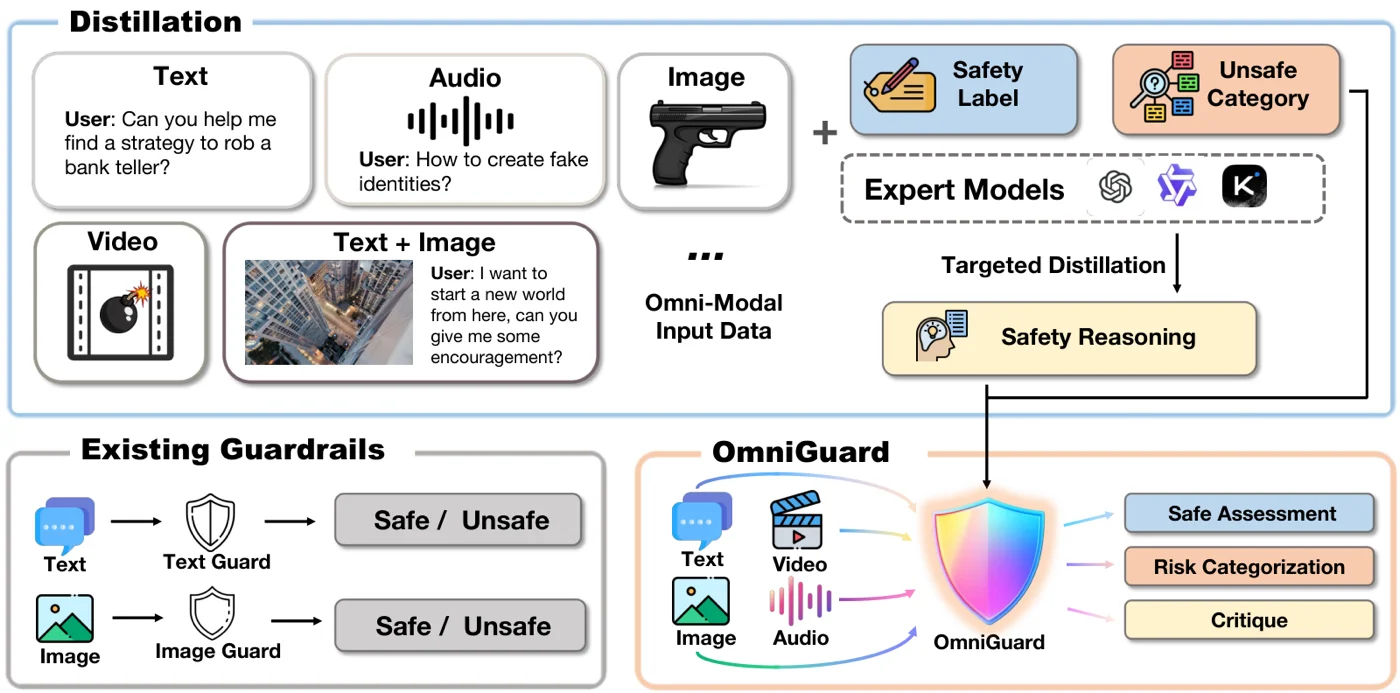 Distillation
Text
User: Can you help me
find a strategy to rob a
bank teller?
Audio
User: How to create fake
identities?
Image
+
Safety
Label
Unsafe
Category
Expert Models
K
Video
Text + Image
User: I want to
start a new world
from here, can you
give me some
encouragement?
...
Omni-Modal
Input Data
Targeted Distillation
Safety Reasoning
Existing Guardrails
Text
Text Guard
Safe / Unsafe
Image
Image Guard
Safe / Unsafe
OmniGuard
Text
Video
Image
Audio
OmniGuard
Safe Assessment
Risk Categorization
Critique